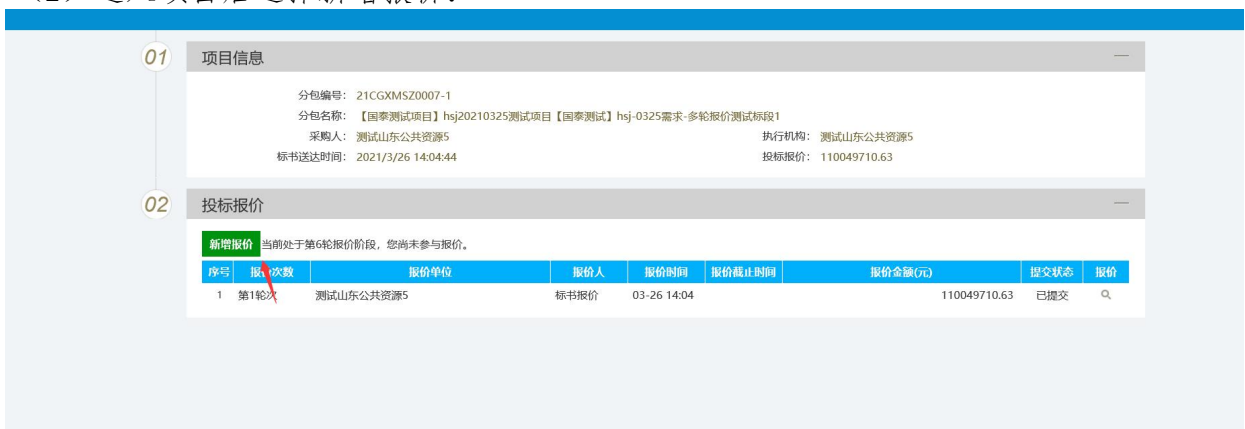 01
项目信息
分包编号： 21CGXMSZ0007-1
分包名称： 【国泰测试项目】hsj20210325测试项目【国泰测试】hsj-0325需求-多轮报价测试标段1
采购人： 测试山东公共资源5 执行机构： 测试山东公共资源5
标书送达时间： 2021/3/26 14:04:44 投标报价： 110049710.63
02
投标报价
新增报价 当前处于第6轮报价阶段，您尚未参与报价。
序号 报价次数 报价单位 报价人 报价时间 报价截止时间 报价金额(元) 提交状态 报价
1 第1轮次 测试山东公共资源5 标书报价 03-26 14:04 110049710.63 已提交